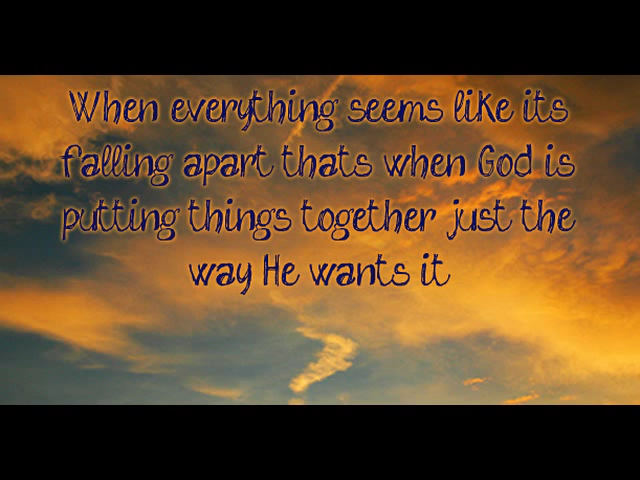 When everything seems like its
falling apart thats when God is
putting things together just the
way He wants it